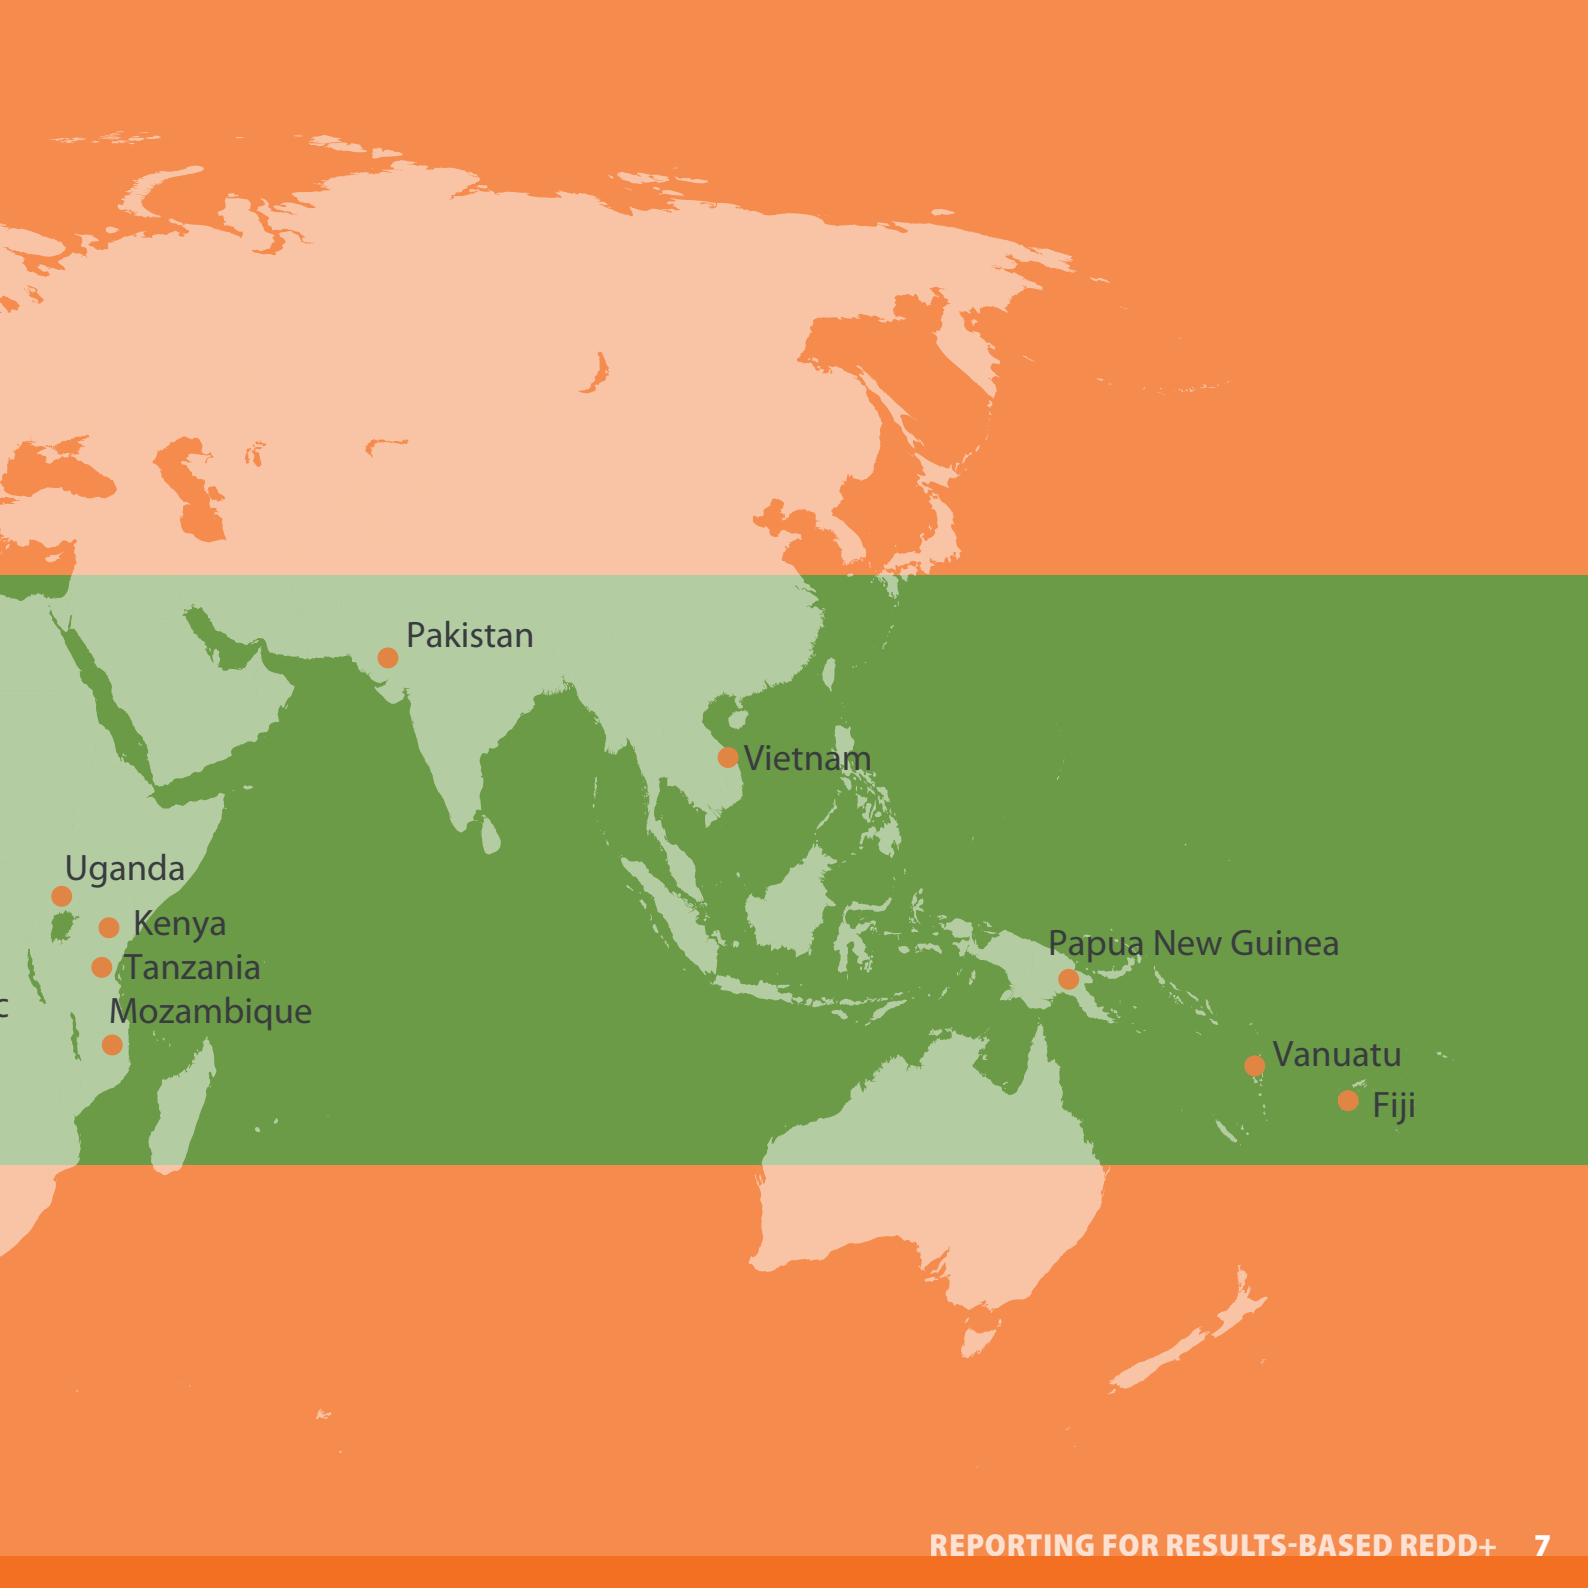 Pakistan
Vietnam
Uganda
Kenya
Papua New Guinea
Tanzania
c
Mozambique
Vanuatu
Fiji
REPORTING FOR RESULTS-BASED REDD+ 7